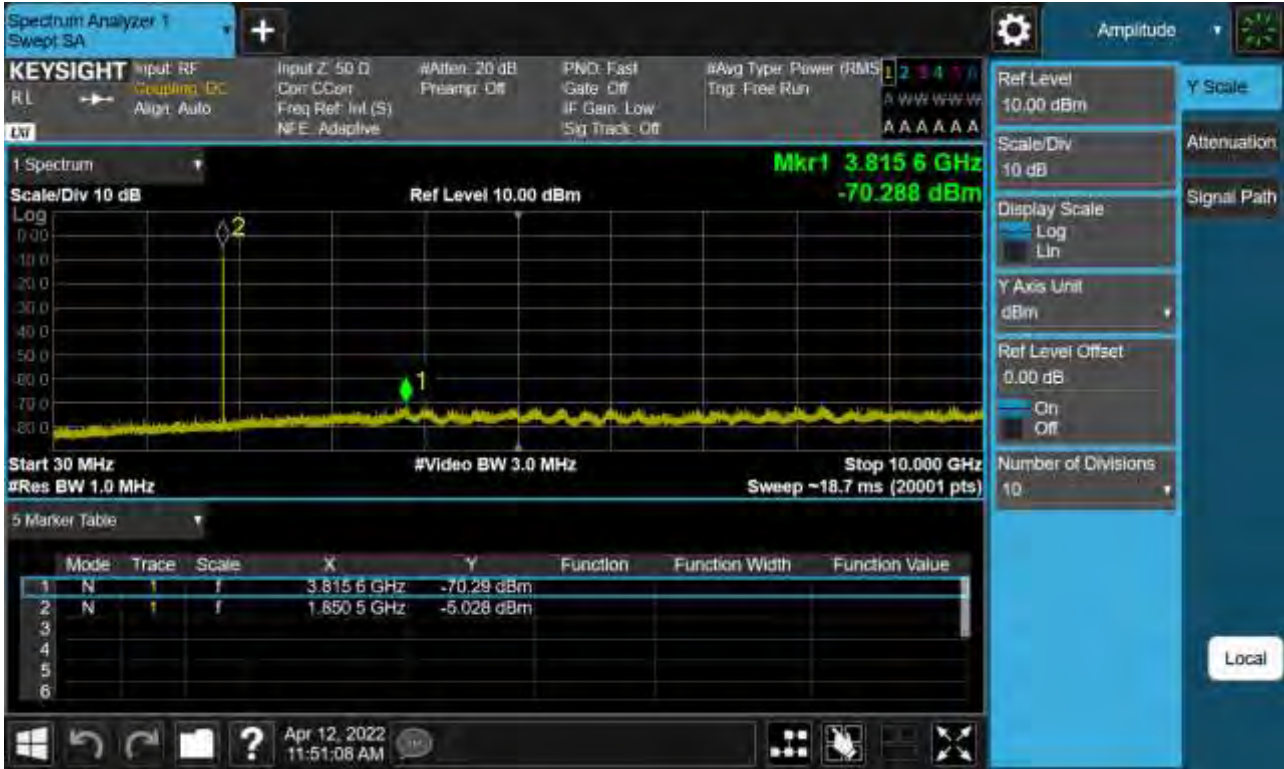 Spectrum Analyzer 1
Swept SA
+
Amplitude
KEYSIGHT
Input: RF
Coupling: DC
Align: Auto
RL
LXI
Input Z: 50 Ω
Corr CCorr
Freq Ref: Int (S)
NFE: Adaptive
#Atten: 20 dB
Preamp: Off
PNO: Fast
Gate: Off
IF Gain: Low
Sig Track: Off
#Avg Type: Power (RMS
Trig: Free Run
1 2 3 4 5 6
A W W W W W
A A A A A A
1 Spectrum
Mkr1 3.815 6 GHz
-70.288 dBm
Scale/Div 10 dB
Ref Level 10.00 dBm
Log
0.00
-10.0
-20.0
-30.0
-40.0
-50.0
-60.0
-70.0
-80.0
2
1
Start 30 MHz
#Video BW 3.0 MHz
Stop 10.000 GHz
#Res BW 1.0 MHz
Sweep ~18.7 ms (20001 pts)
5 Marker Table
Mode Trace Scale X Y Function Function Width Function Value
1 N 1 f 3.815 6 GHz -70.29 dBm
2 N 1 f 1.850 5 GHz -5.028 dBm
3
4
5
6
Ref Level
10.00 dBm
Scale/Div
10 dB
Display Scale
Log
Lin
Y Axis Unit
dBm
Ref Level Offset
0.00 dB
On
Off
Number of Divisions
10
Y Scale
Attenuation
Signal Path
Local
?
Apr 12, 2022
11:51:08 AM